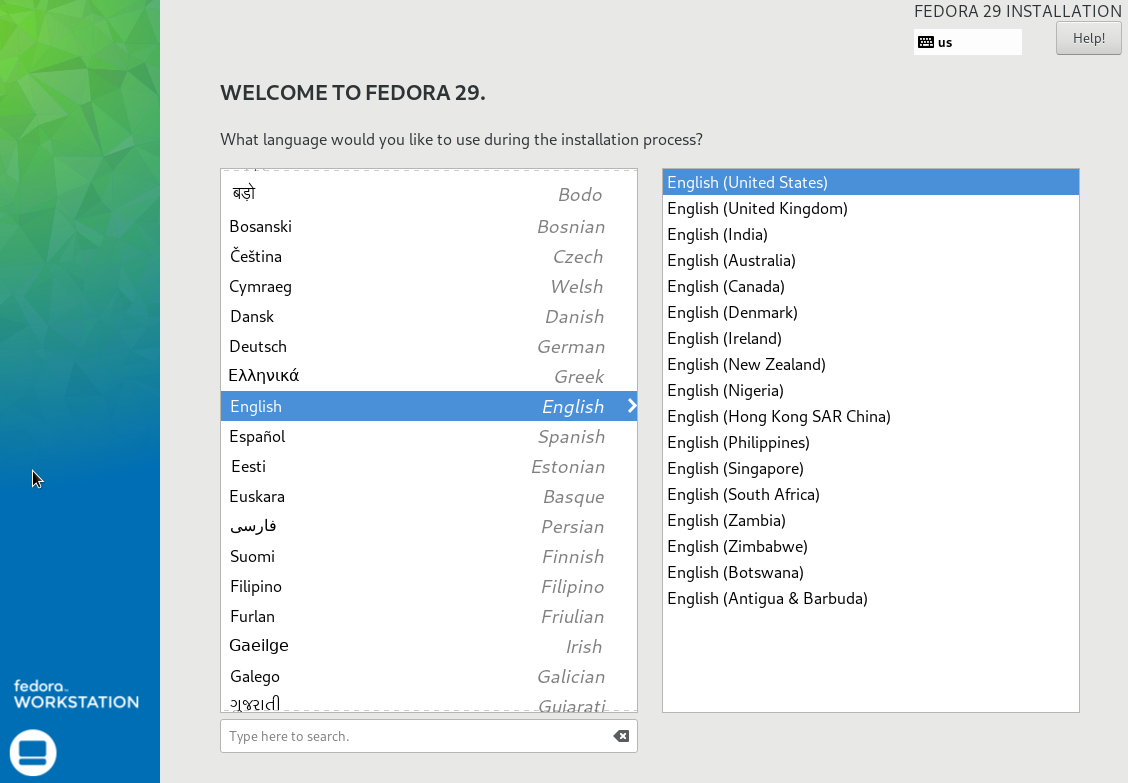 FEDORA 29 INSTALLATION
us
Help!
WELCOME TO FEDORA 29.
What language would you like to use during the installation process?
बड़ो Bodo
Bosanski Bosnian
Čeština Czech
Cymraeg Welsh
Dansk Danish
Deutsch German
Ελληνικά Greek
English English
Español Spanish
Eesti Estonian
Euskara Basque
فارسی Persian
Suomi Finnish
Filipino Filipino
Furlan Friulian
Gaeilge Irish
Galego Galician
ગુજરાતી Gujarati
Type here to search.
English (United States)
English (United Kingdom)
English (India)
English (Australia)
English (Canada)
English (Denmark)
English (Ireland)
English (New Zealand)
English (Nigeria)
English (Hong Kong SAR China)
English (Philippines)
English (Singapore)
English (South Africa)
English (Zambia)
English (Zimbabwe)
English (Botswana)
English (Antigua & Barbuda)
fedora™
WORKSTATION